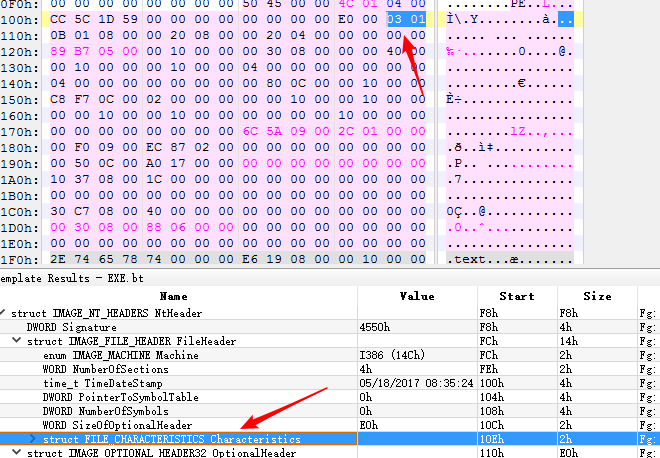 0F0h: 00 00 00 00 00 00 00 00 50 45 00 00 4C 01 04 00 ........PE..L...
100h: CC 5C 1D 59 00 00 00 00 00 00 00 00 E0 00 03 01 Ì\.Y........à...
110h: 0B 01 08 00 00 20 08 00 00 20 04 00 00 00 00 00 ..... ... ......
120h: 89 B7 05 00 00 10 00 00 00 30 08 00 00 00 40 00 ‰·.......0....@.
130h: 00 10 00 00 00 10 00 00 04 00 00 00 00 00 00 00 ................
140h: 04 00 00 00 00 00 00 00 00 80 0C 00 00 10 00 00 .........€......
150h: C8 F7 0C 00 02 00 00 00 00 00 10 00 00 10 00 00 È÷..............
160h: 00 00 10 00 00 10 00 00 00 00 00 00 10 00 00 00 ................
170h: 00 00 00 00 00 00 00 00 6C 5A 09 00 2C 01 00 00 ........lZ..,...
180h: 00 F0 09 00 EC 87 02 00 00 00 00 00 00 00 00 00 .ð..ì‡..........
190h: 00 50 0C 00 A0 17 00 00 00 00 00 00 00 00 00 00 .P.. ...........
1A0h: 10 37 08 00 1C 00 00 00 00 00 00 00 00 00 00 00 .7..............
1B0h: 00 00 00 00 00 00 00 00 00 00 00 00 00 00 00 00 ................
1C0h: 30 C7 08 00 40 00 00 00 00 00 00 00 00 00 00 00 0Ç..@...........
1D0h: 00 30 08 00 88 06 00 00 00 00 00 00 00 00 00 00 .0..ˆ...........
1E0h: 00 00 00 00 00 00 00 00 00 00 00 00 00 00 00 00 ................
1F0h: 2E 74 65 78 74 00 00 00 E6 19 08 00 00 10 00 00 .text...æ.......
emplate Results - EXE.bt
Name Value Start Size
struct IMAGE_NT_HEADERS NtHeader F8h F8h Fg:
DWORD Signature 4550h F8h 4h Fg:
struct IMAGE_FILE_HEADER FileHeader FCh 14h Fg:
enum IMAGE_MACHINE Machine I386 (14Ch) FCh 2h Fg:
WORD NumberOfSections 4h FEh 2h Fg:
time_t TimeDateStamp 05/18/2017 08:35:24 100h 4h Fg:
DWORD PointerToSymbolTable 0h 104h 4h Fg:
DWORD NumberOfSymbols 0h 108h 4h Fg:
WORD SizeOfOptionalHeader E0h 10Ch 2h Fg:
struct FILE_CHARACTERISTICS Characteristics 10Eh 2h Fg:
struct IMAGE_OPTIONAL_HEADER32 OptionalHeader 110h E0h Fg: